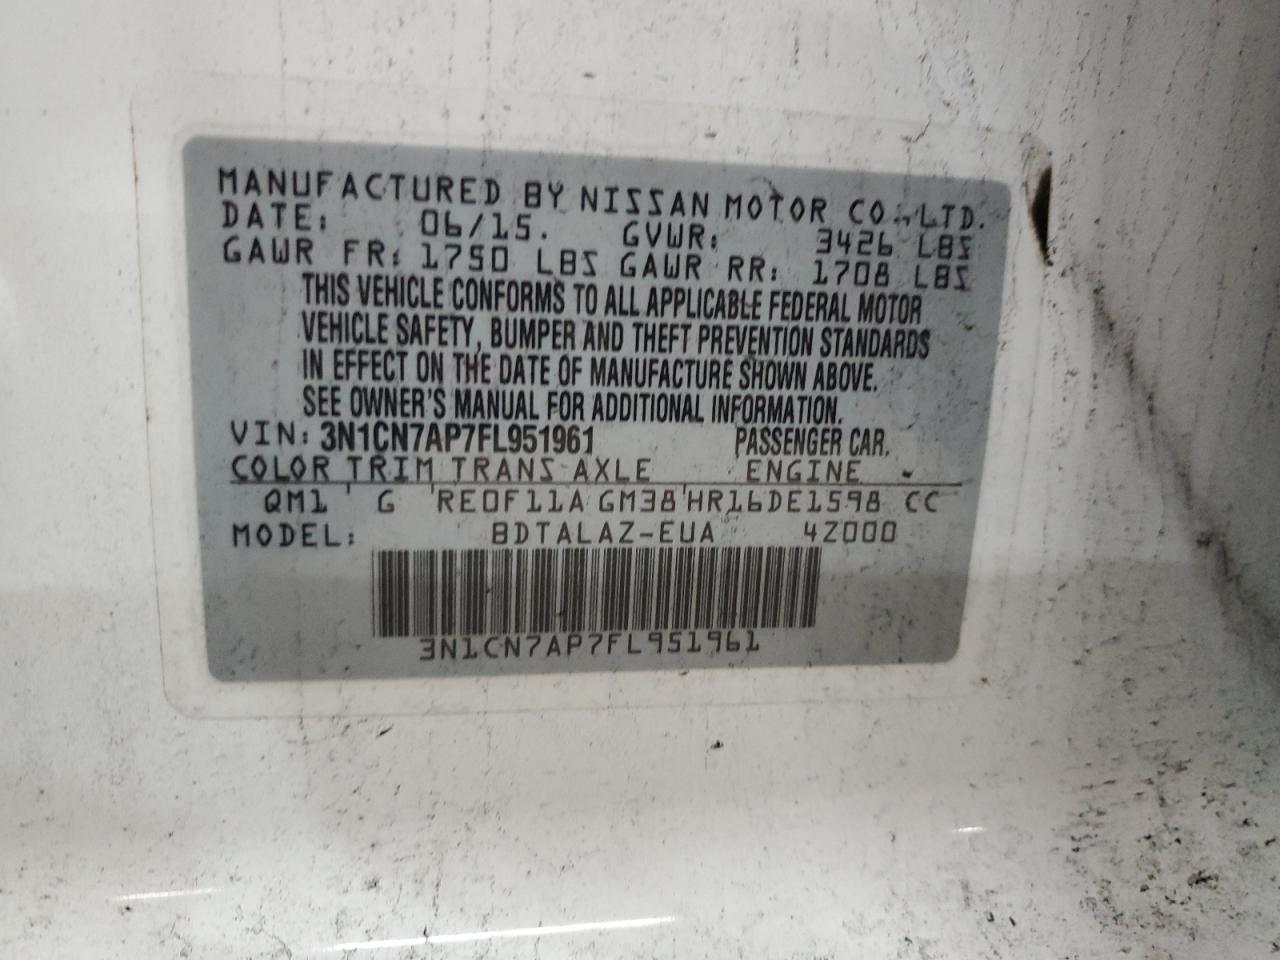 MANUFACTURED BY NISSAN MOTOR CO., LTD.
DATE: 06/15. GVWR: 3426 LBS
GAWR FR: 1750 LBS GAWR RR: 1708 LBS
THIS VEHICLE CONFORMS TO ALL APPLICABLE FEDERAL MOTOR
VEHICLE SAFETY, BUMPER AND THEFT PREVENTION STANDARDS
IN EFFECT ON THE DATE OF MANUFACTURE SHOWN ABOVE.
SEE OWNER'S MANUAL FOR ADDITIONAL INFORMATION.
VIN: 3N1CN7AP7FL951961 PASSENGER CAR.
COLOR TRIM TRANS AXLE ENGINE
QM1 G RE0F11A GM38 HR16DE1598 CC
MODEL: BDTALAZ-EUA 4Z000
3N1CN7AP7FL951961